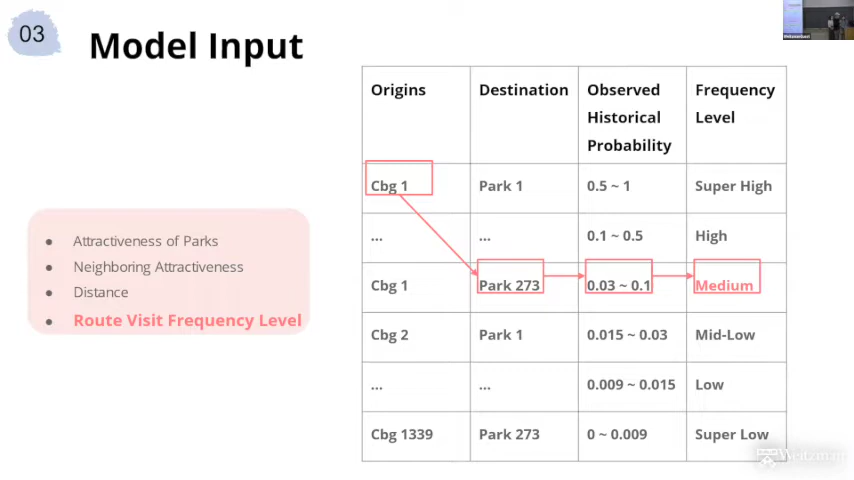 03
Model Input
Attractiveness of Parks
Neighboring Attractiveness
Distance
Route Visit Frequency Level
Origins Destination Observed Historical Probability Frequency Level
Cbg 1 Park 1 0.5 ~ 1 Super High
... ... 0.1 ~ 0.5 High
Cbg 1 Park 273 0.03 ~ 0.1 Medium
Cbg 2 Park 1 0.015 ~ 0.03 Mid-Low
... ... 0.009 ~ 0.015 Low
Cbg 1339 Park 273 0 ~ 0.009 Super Low
Weitzman